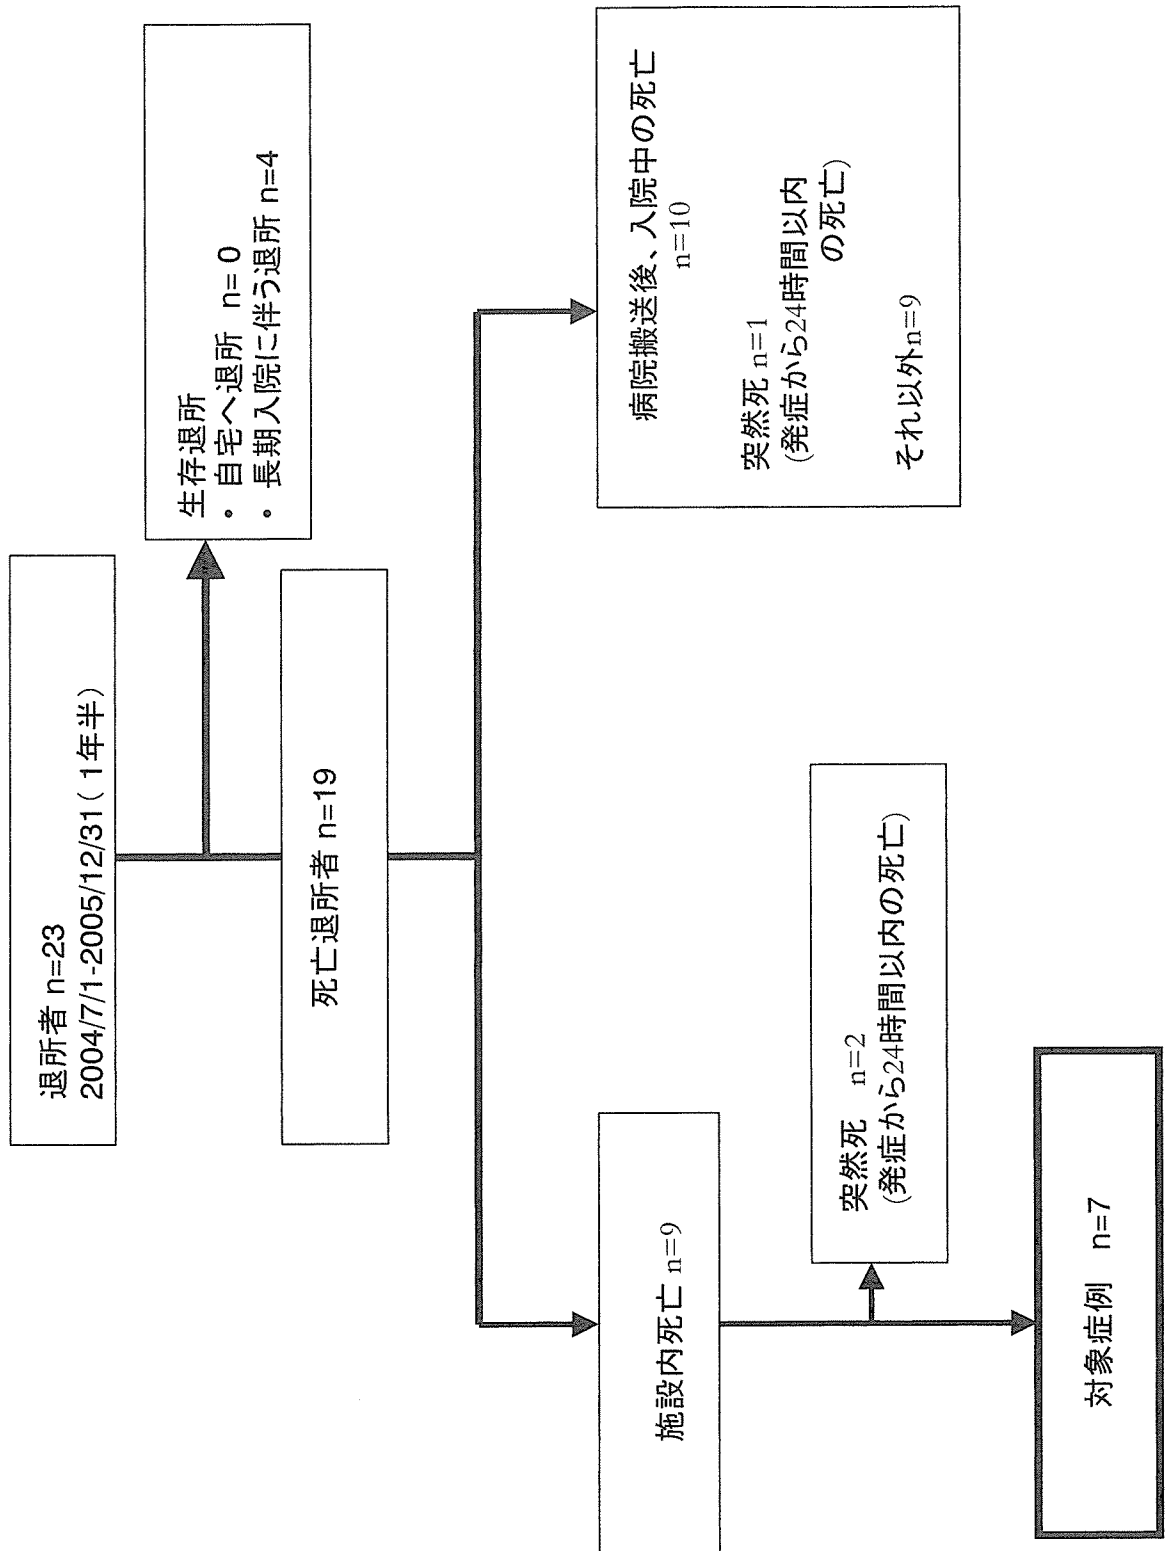 退所者 n=23
2004/7/1-2005/12/31（ 1年半）
生存退所
• 自宅へ退所 n= 0
• 長期入院に伴う退所 n=4
死亡退所者 n=19
施設内死亡 n=9
病院搬送後、入院中の死亡
n=10
突然死 n=1
(発症から24時間以内
の死亡)
それ以外n=9
突然死 n=2
(発症から24時間以内の死亡)
対象症例 n=7